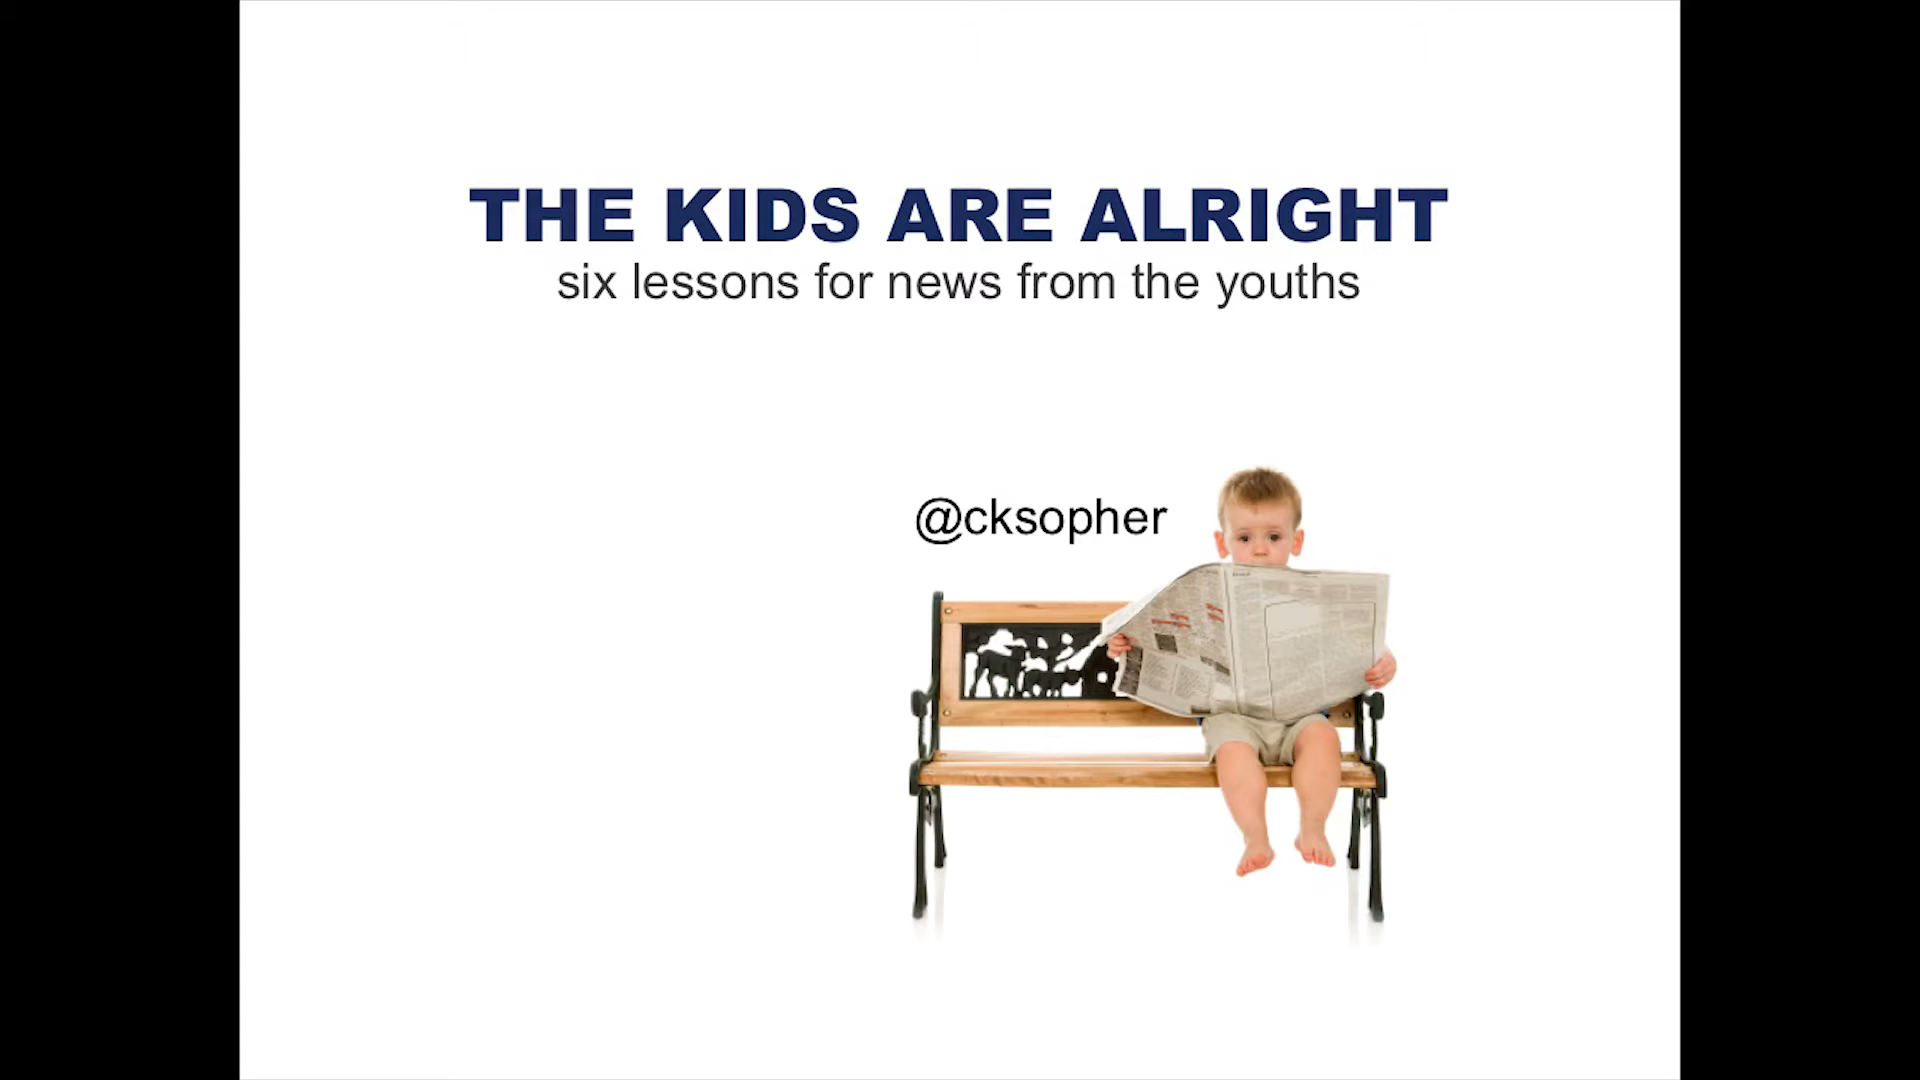 THE KIDS ARE ALRIGHT
six lessons for news from the youths
@cksopher